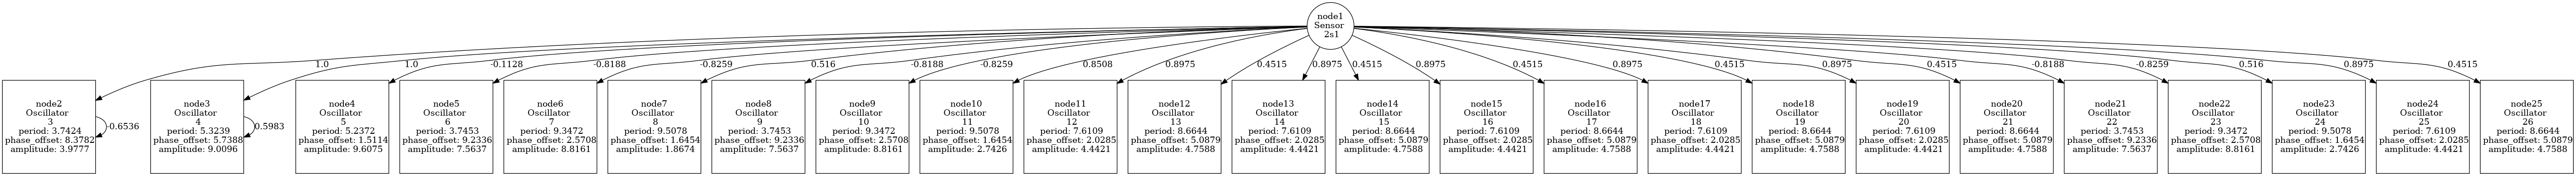 node1
Sensor
2s1
1.0
1.0
-0.1128
-0.8188
-0.8259
0.516
-0.8188
-0.8259
0.8508
0.8975
0.4515
0.8975
0.4515
0.8975
0.4515
0.8975
0.4515
0.8975
0.4515
-0.8188
-0.8259
0.516
0.8975
0.4515
node2
Oscillator
3
period: 3.7424
phase_offset: 8.3782
amplitude: 3.9777
-0.6536
node3
Oscillator
4
period: 5.3239
phase_offset: 5.7388
amplitude: 9.0096
0.5983
node4
Oscillator
5
period: 5.2372
phase_offset: 1.5114
amplitude: 9.6075
node5
Oscillator
6
period: 3.7453
phase_offset: 9.2336
amplitude: 7.5637
node6
Oscillator
7
period: 9.3472
phase_offset: 2.5708
amplitude: 8.8161
node7
Oscillator
8
period: 9.5078
phase_offset: 1.6454
amplitude: 1.8674
node8
Oscillator
9
period: 3.7453
phase_offset: 9.2336
amplitude: 7.5637
node9
Oscillator
10
period: 9.3472
phase_offset: 2.5708
amplitude: 8.8161
node10
Oscillator
11
period: 9.5078
phase_offset: 1.6454
amplitude: 2.7426
node11
Oscillator
12
period: 7.6109
phase_offset: 2.0285
amplitude: 4.4421
node12
Oscillator
13
period: 8.6644
phase_offset: 5.0879
amplitude: 4.7588
node13
Oscillator
14
period: 7.6109
phase_offset: 2.0285
amplitude: 4.4421
node14
Oscillator
15
period: 8.6644
phase_offset: 5.0879
amplitude: 4.7588
node15
Oscillator
16
period: 7.6109
phase_offset: 2.0285
amplitude: 4.4421
node16
Oscillator
17
period: 8.6644
phase_offset: 5.0879
amplitude: 4.7588
node17
Oscillator
18
period: 7.6109
phase_offset: 2.0285
amplitude: 4.4421
node18
Oscillator
19
period: 8.6644
phase_offset: 5.0879
amplitude: 4.7588
node19
Oscillator
20
period: 7.6109
phase_offset: 2.0285
amplitude: 4.4421
node20
Oscillator
21
period: 8.6644
phase_offset: 5.0879
amplitude: 4.7588
node21
Oscillator
22
period: 3.7453
phase_offset: 9.2336
amplitude: 7.5637
node22
Oscillator
23
period: 9.3472
phase_offset: 2.5708
amplitude: 8.8161
node23
Oscillator
24
period: 9.5078
phase_offset: 1.6454
amplitude: 2.7426
node24
Oscillator
25
period: 7.6109
phase_offset: 2.0285
amplitude: 4.4421
node25
Oscillator
26
period: 8.6644
phase_offset: 5.0879
amplitude: 4.7588